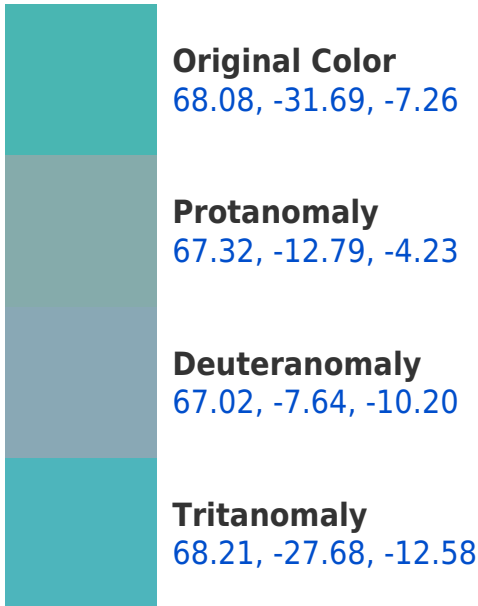 Original Color
68.08, -31.69, -7.26
Protanomaly
67.32, -12.79, -4.23
Deuteranomaly
67.02, -7.64, -10.20
Tritanomaly
68.21, -27.68, -12.58